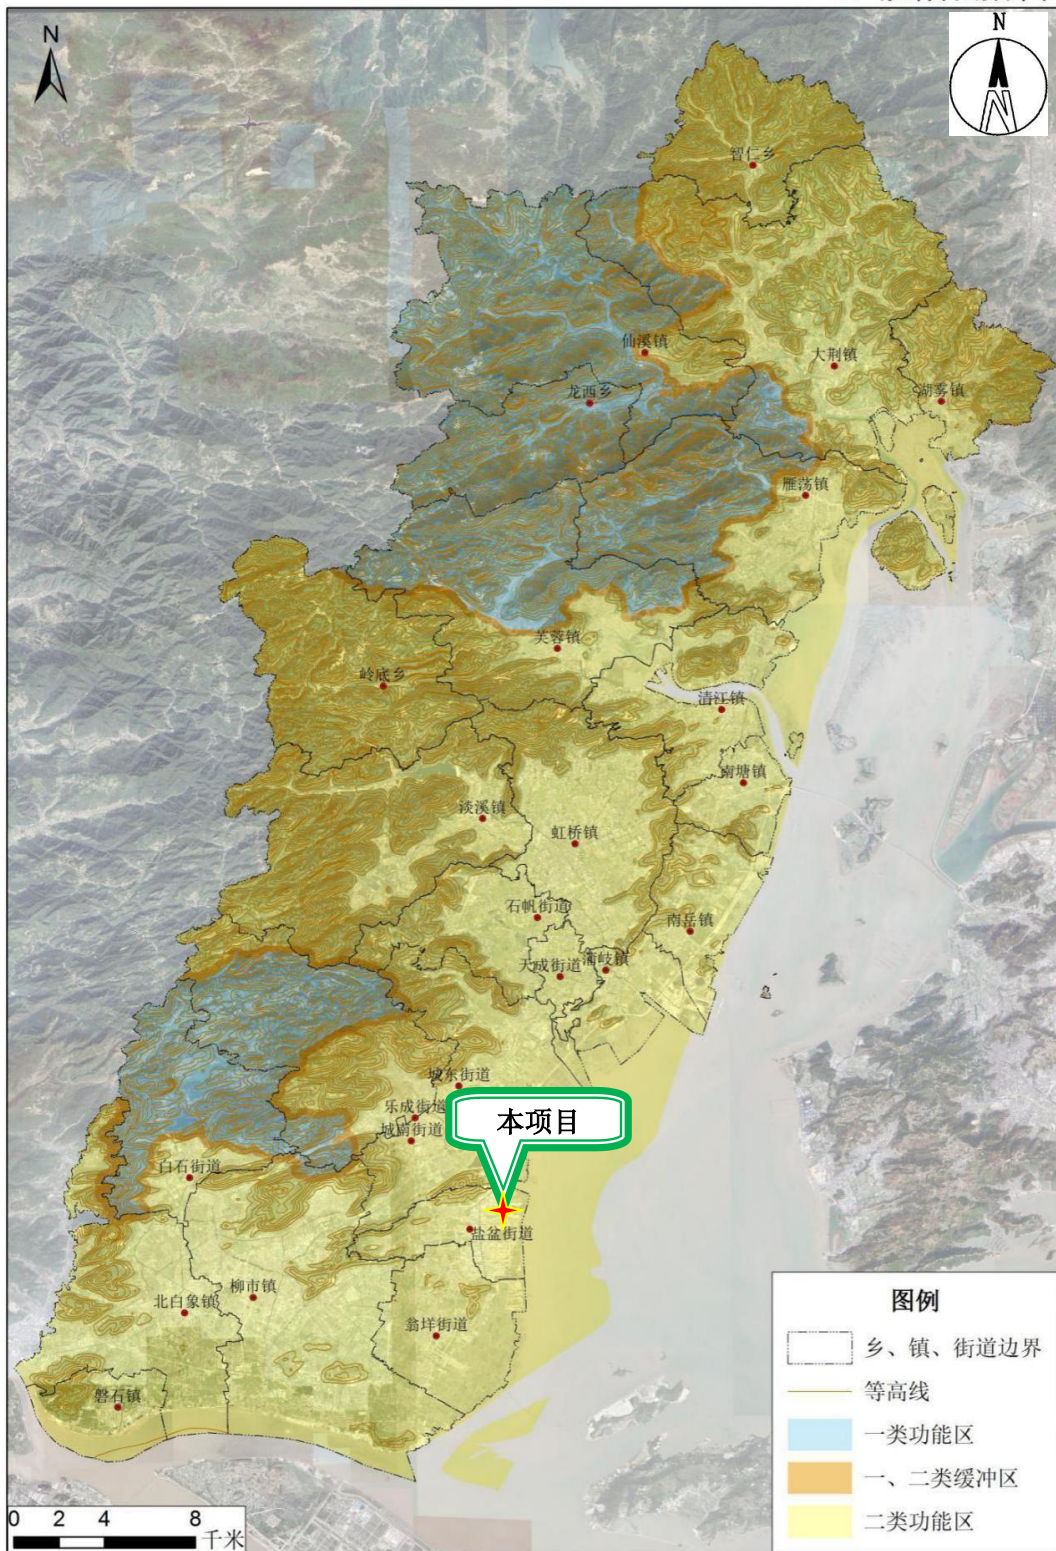 N
N
智仁乡
仙溪镇
大荆镇
龙西乡
湖雾镇
雁荡镇
芙蓉镇
岭底乡
清江镇
南塘镇
淡溪镇
虹桥镇
石帆街道
南岳镇
天成街道
蒲岐镇
城东街道
乐成街道
本项目
城南街道
白石街道
盐盆街道
柳市镇
北白象镇
翁垟街道
磐石镇
图例
乡、镇、街道边界
等高线
一类功能区
一、二类缓冲区
二类功能区
0 2 4 8
千米